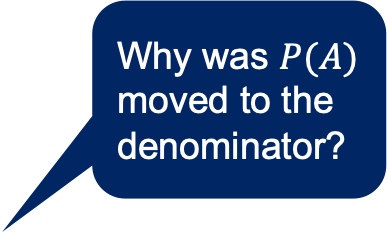 Why was P(A)
moved to the
denominator?